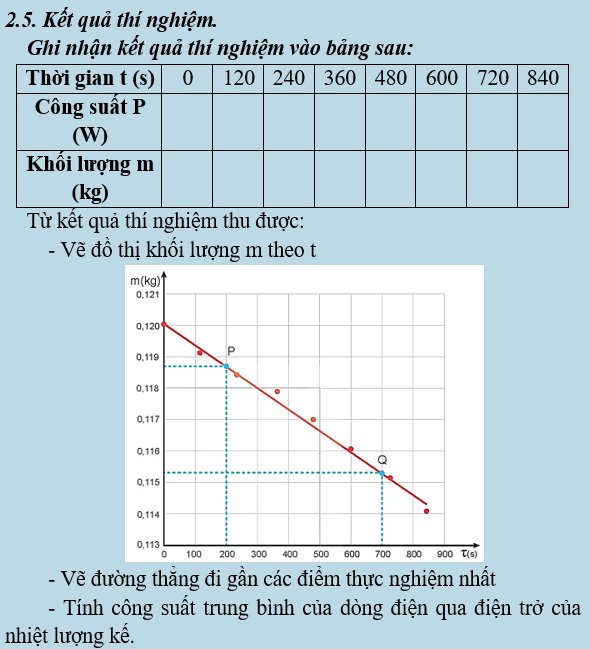 2.5. Kết quả thí nghiệm.
Ghi nhận kết quả thí nghiệm vào bảng sau:
Thời gian t (s) 0 120 240 360 480 600 720 840
Công suất P
(W)
Khối lượng m
(kg)
Từ kết quả thí nghiệm thu được:
- Vẽ đồ thị khối lượng m theo t
m(kg)
0,121
0,120
0,119
P
0,118
0,117
0,116
Q
0,115
0,114
0,113
0 100 200 300 400 500 600 700 800 900 τ(s)
- Vẽ đường thẳng đi gần các điểm thực nghiệm nhất
- Tính công suất trung bình của dòng điện qua điện trở của
nhiệt lượng kế.